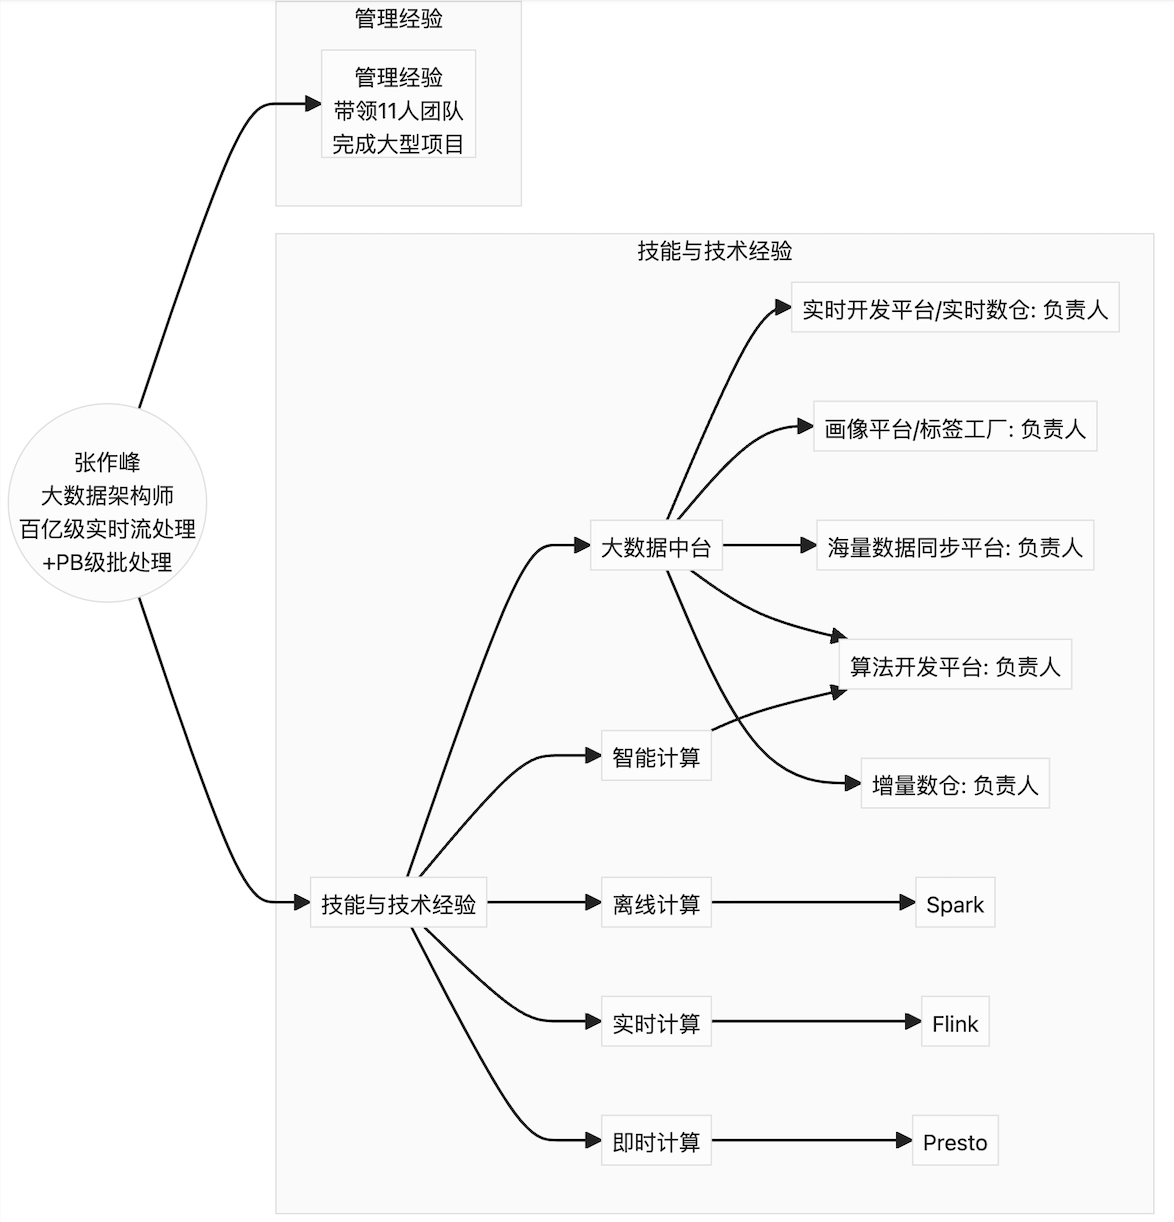 管理经验
管理经验
带领11人团队
完成大型项目
技能与技术经验
实时开发平台/实时数仓: 负责人
画像平台/标签工厂: 负责人
张作峰
大数据架构师
百亿级实时流处理
+PB级批处理
大数据中台
海量数据同步平台: 负责人
算法开发平台: 负责人
智能计算
增量数仓: 负责人
技能与技术经验
离线计算
Spark
实时计算
Flink
即时计算
Presto